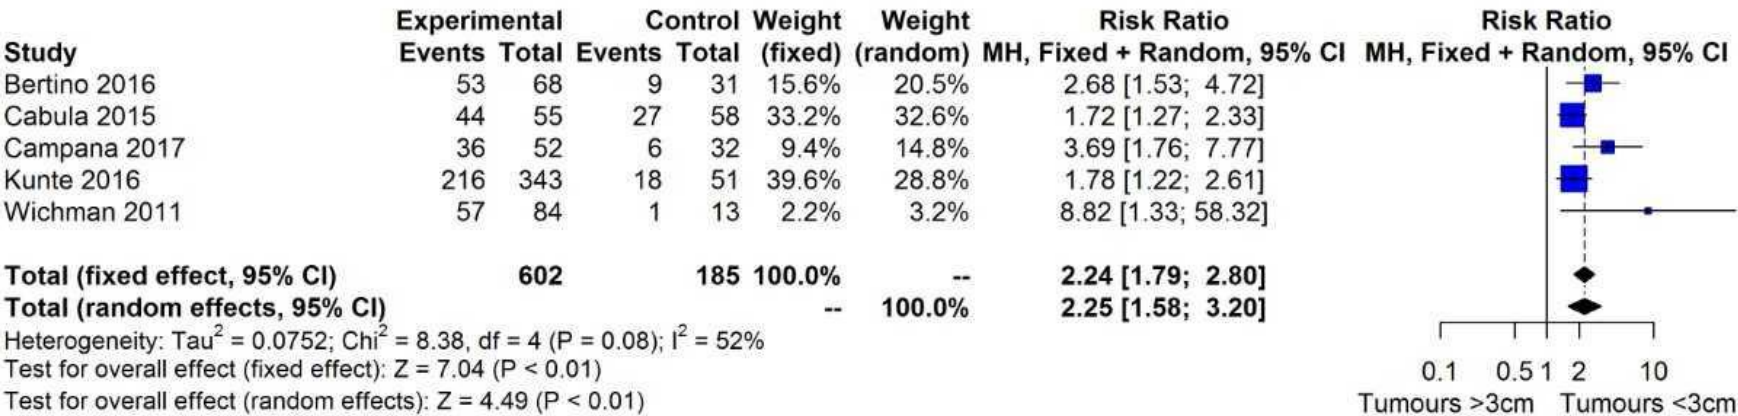 Experimental Control Weight Weight Risk Ratio Risk Ratio
Study Events Total Events Total (fixed) (random) MH, Fixed + Random, 95% CI MH, Fixed + Random, 95% CI
Bertino 2016 53 68 9 31 15.6% 20.5% 2.68 [1.53; 4.72]
Cabula 2015 44 55 27 58 33.2% 32.6% 1.72 [1.27; 2.33]
Campana 2017 36 52 6 32 9.4% 14.8% 3.69 [1.76; 7.77]
Kunte 2016 216 343 18 51 39.6% 28.8% 1.78 [1.22; 2.61]
Wichman 2011 57 84 1 13 2.2% 3.2% 8.82 [1.33; 58.32]
Total (fixed effect, 95% CI) 602 185 100.0% -- 2.24 [1.79; 2.80]
Total (random effects, 95% CI) -- 100.0% 2.25 [1.58; 3.20]
Heterogeneity: Tau² = 0.0752; Chi² = 8.38, df = 4 (P = 0.08); I² = 52%
Test for overall effect (fixed effect): Z = 7.04 (P < 0.01) 0.1 0.5 1 2 10
Test for overall effect (random effects): Z = 4.49 (P < 0.01) Tumours >3cm Tumours <3cm